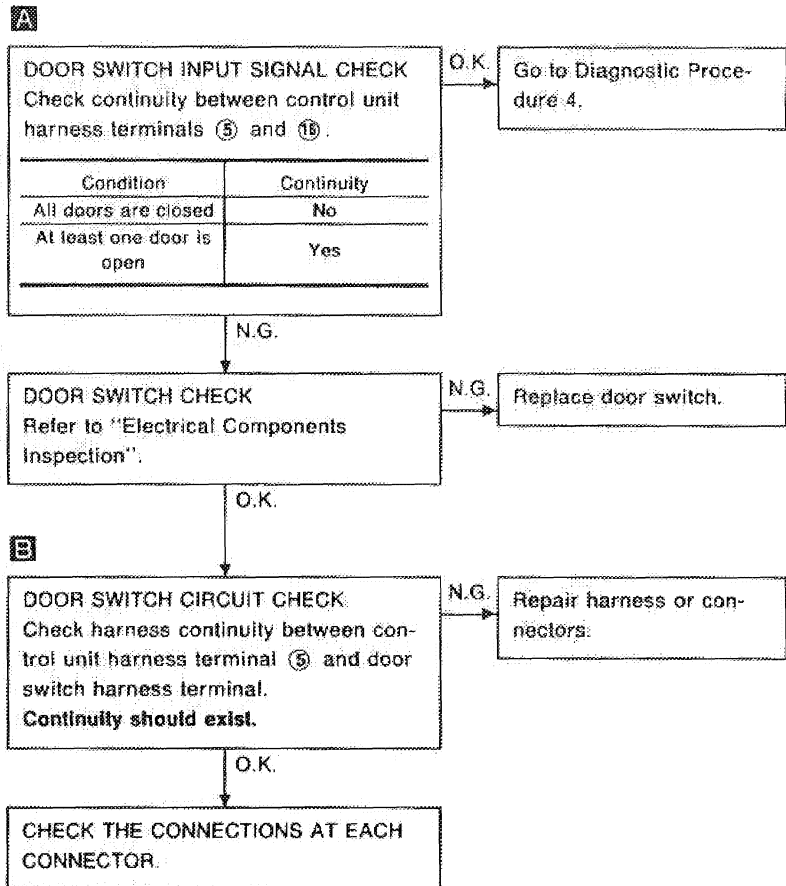 A
DOOR SWITCH INPUT SIGNAL CHECK
Check continuity between control unit
harness terminals ⑤ and ⑯.
Condition Continuity
All doors are closed No
At least one door is
open
Yes
O.K.
Go to Diagnostic Proce-
dure 4.
N.G.
DOOR SWITCH CHECK
Refer to "Electrical Components
Inspection".
N.G.
Replace door switch.
O.K.
B
DOOR SWITCH CIRCUIT CHECK
Check harness continuity between con-
trol unit harness terminal ⑤ and door
switch harness terminal.
Continuity should exist.
N.G.
Repair harness or con-
nectors.
O.K.
CHECK THE CONNECTIONS AT EACH
CONNECTOR.